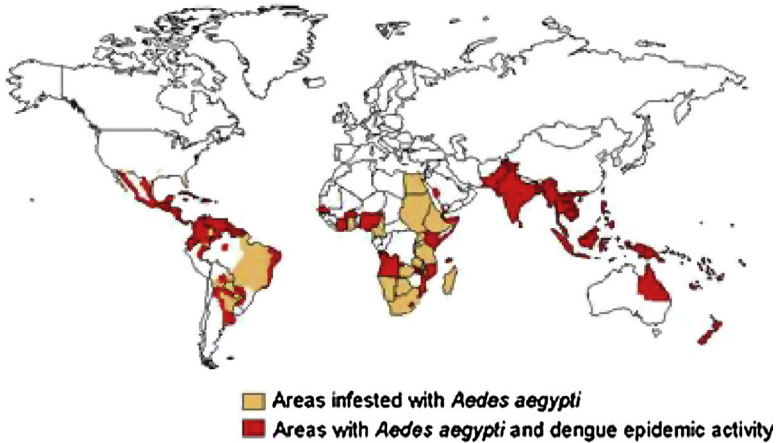 Areas infested with Aedes aegypti
Areas with Aedes aegypti and dengue epidemic activity